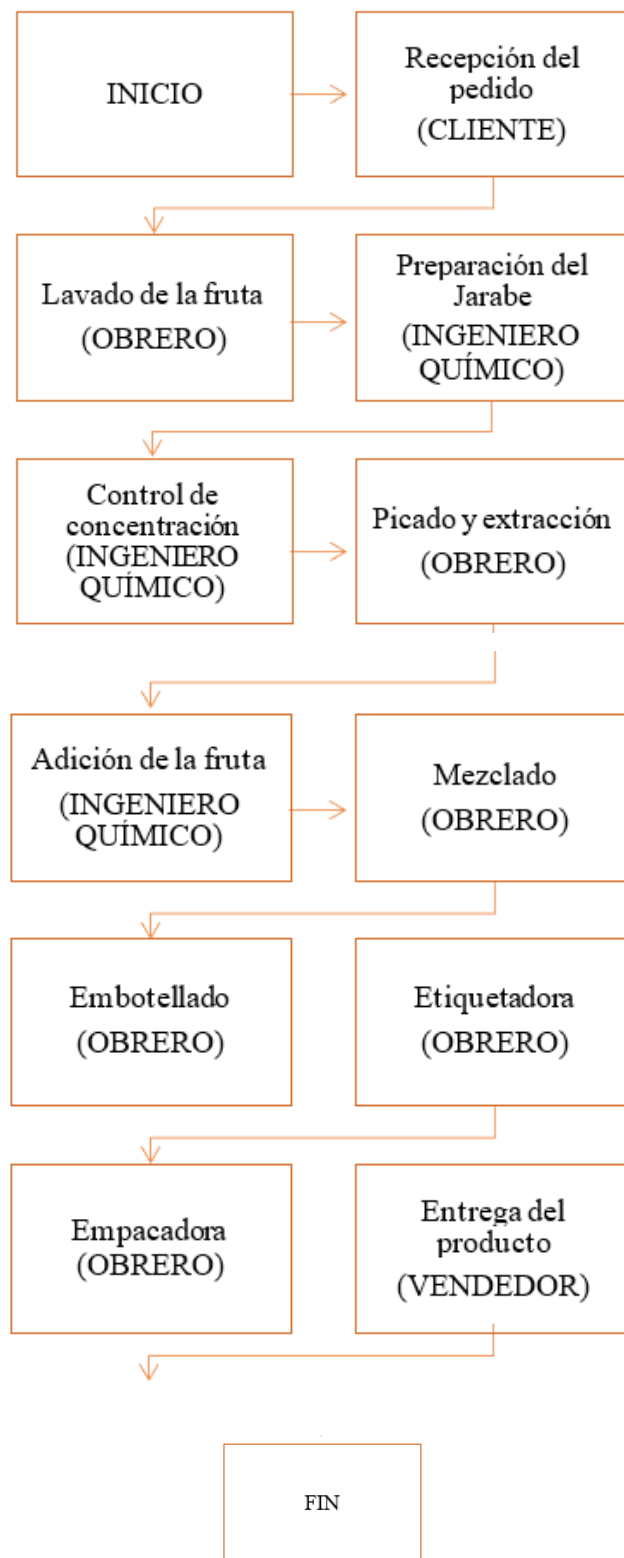 INICIO
Recepción del
pedido
(CLIENTE)
Lavado de la fruta
(OBRERO)
Preparación del
Jarabe
(INGENIERO
QUÍMICO)
Control de
concentración
(INGENIERO
QUÍMICO)
Picado y extracción
(OBRERO)
Adición de la fruta
(INGENIERO
QUÍMICO)
Mezclado
(OBRERO)
Embotellado
(OBRERO)
Etiquetadora
(OBRERO)
Empacadora
(OBRERO)
Entrega del
producto
(VENDEDOR)
FIN